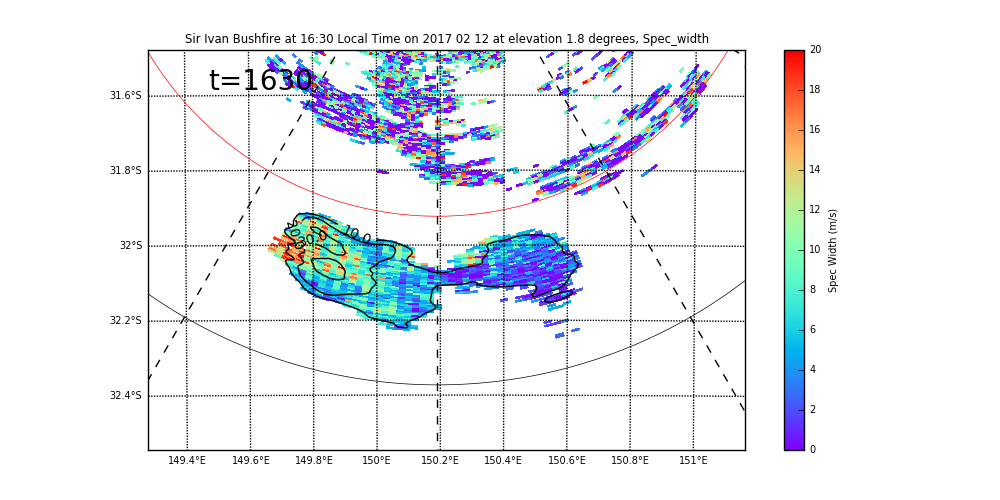 Sir Ivan Bushfire at 16:30 Local Time on 2017 02 12 at elevation 1.8 degrees, Spec_width
t=1630
31.6°S
31.8°S
32°S
32.2°S
32.4°S
10.0
30.0
149.4°E 149.6°E 149.8°E 150°E 150.2°E 150.4°E 150.6°E 150.8°E 151°E
20
18
16
14
12
10
8
6
4
2
0
Spec Width (m/s)